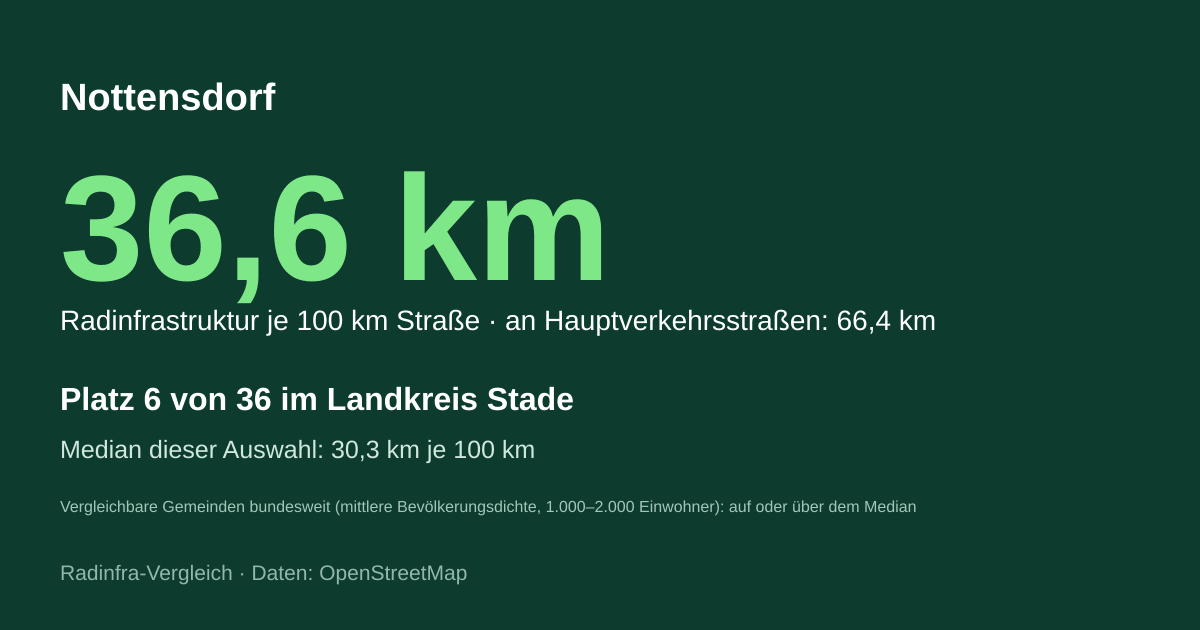 Nottensdorf
36,6 km
Radinfrastruktur je 100 km Straße · an Hauptverkehrsstraßen: 66,4 km
Platz 6 von 36 im Landkreis Stade
Median dieser Auswahl: 30,3 km je 100 km
Vergleichbare Gemeinden bundesweit (mittlere Bevölkerungsdichte, 1.000–2.000 Einwohner): auf oder über dem Median
Radinfra-Vergleich · Daten: OpenStreetMap